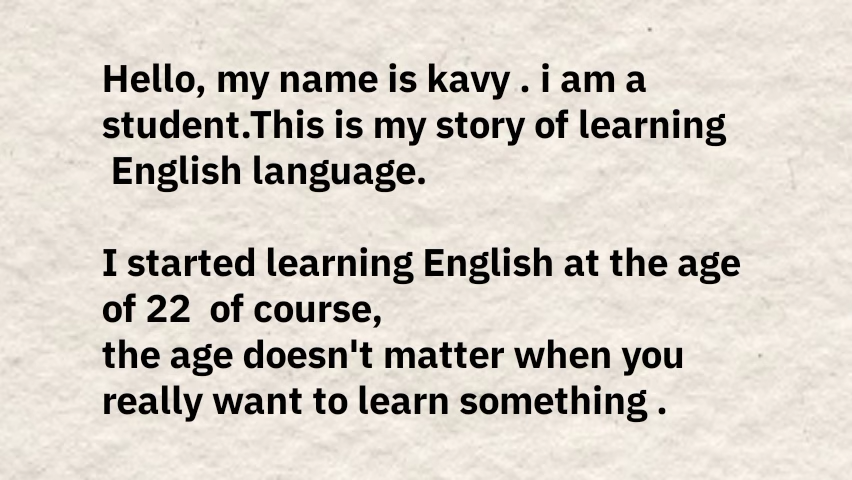 Hello, my name is kavy . i am a
student.This is my story of learning
English language.
I started learning English at the age
of 22  of course,
the age doesn't matter when you
really want to learn something .